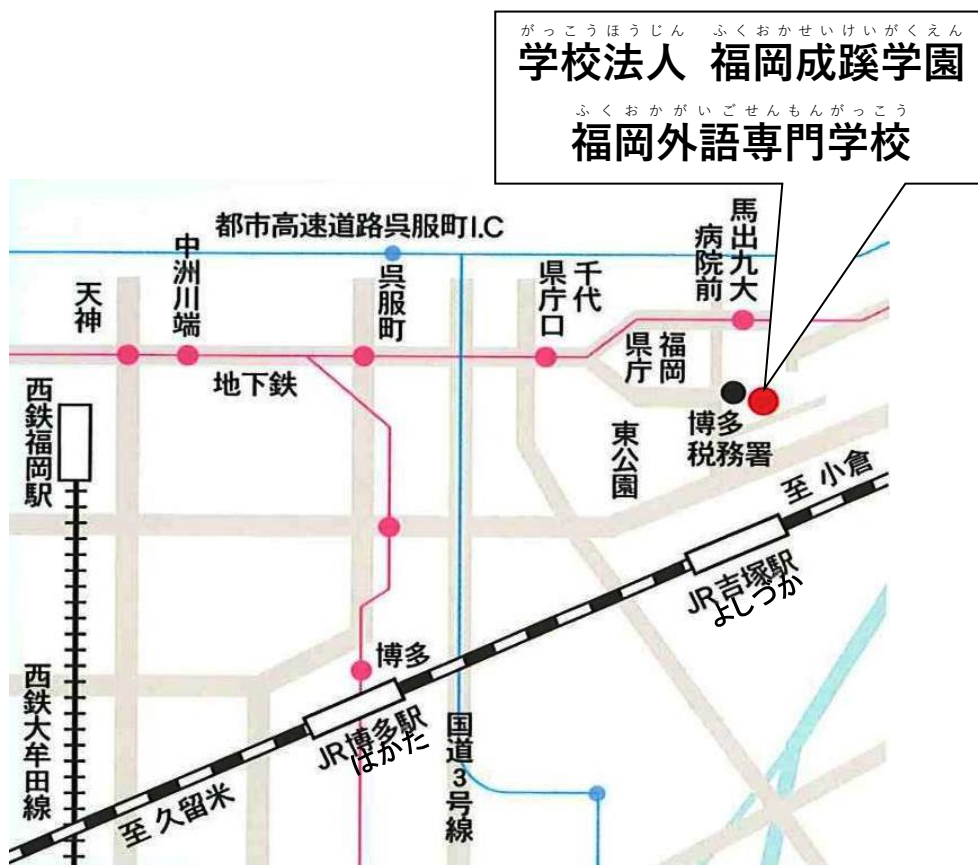 がっこうほうじん ふくおかせいけいがくえん
学校法人 福岡成蹊学園
ふくおかがいごせんもんがっこう
福岡外語専門学校
都市高速道路呉服町I.C
天神
中洲川端
呉服町
千代
県庁口
馬出九大
病院前
地下鉄
福岡
県庁
西鉄福岡駅
東公園
博多
税務署
至 小倉
JR吉塚駅
よしづか
博多
JR博多駅
はかた
西鉄大牟田線
国道3号線
至 久留米